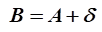 B = A + δ